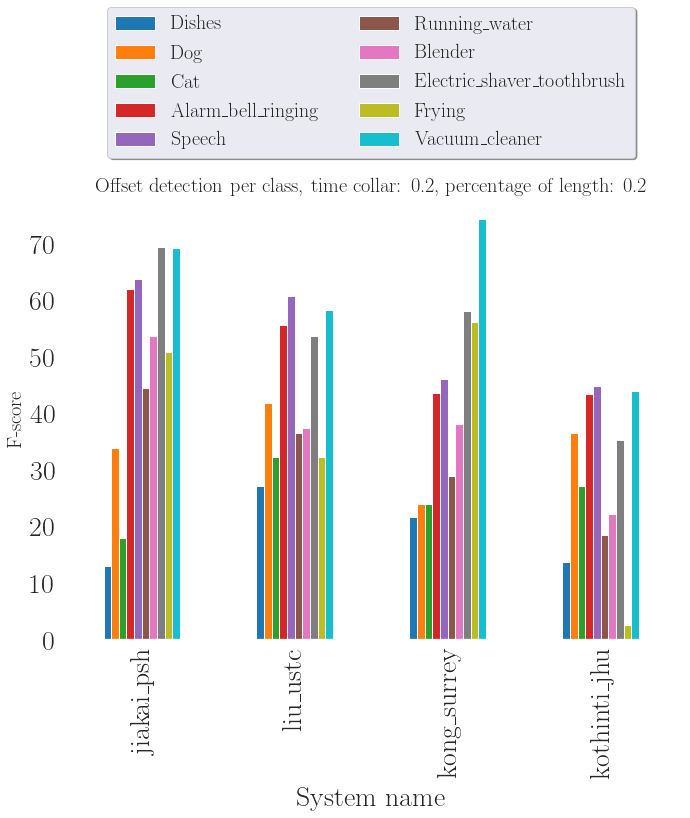 Dishes
Dog
Cat
Alarm_bell_ringing
Speech
Running_water
Blender
Electric_shaver_toothbrush
Frying
Vacuum_cleaner
Offset detection per class, time collar: 0.2, percentage of length: 0.2
70
60
50
40
30
20
10
0
F-score
jiakai_psh
liu_ustc
kong_surrey
kothinti_jhu
System name